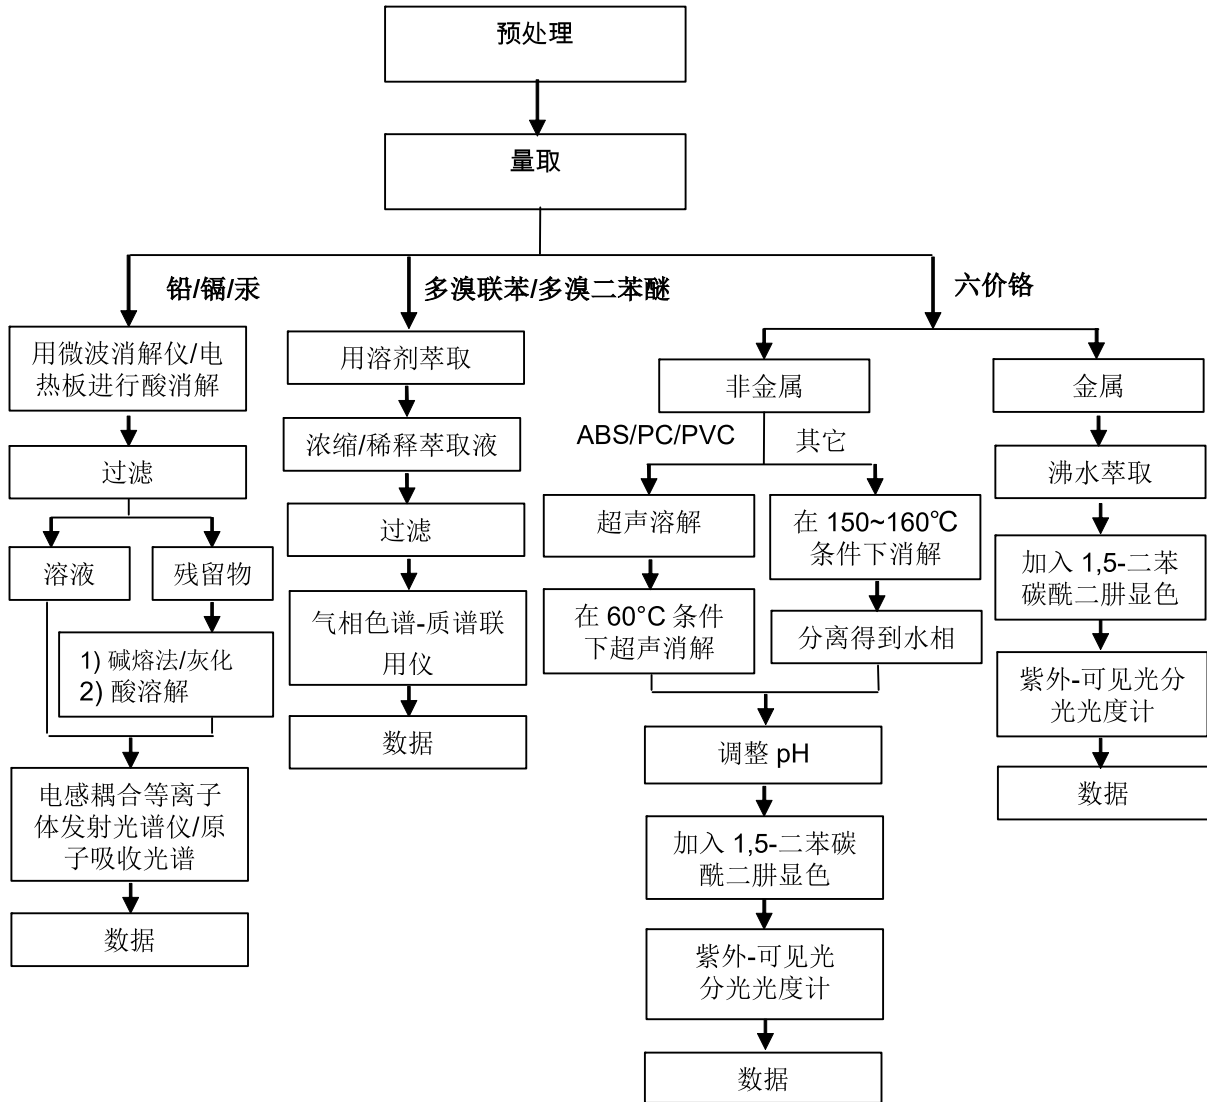 预处理
量取
铅/镉/汞
用微波消解仪/电
热板进行酸消解
过滤
溶液
残留物
1) 碱熔法/灰化
2) 酸溶解
电感耦合等离子
体发射光谱仪/原
子吸收光谱
数据
多溴联苯/多溴二苯醚
用溶剂萃取
浓缩/稀释萃取液
过滤
气相色谱-质谱联
用仪
数据
六价铬
非金属
ABS/PC/PVC
其它
超声溶解
在 60°C 条件
下超声消解
在 150~160℃
条件下消解
分离得到水相
调整 pH
加入 1,5-二苯碳
酰二肼显色
紫外-可见光
分光光度计
数据
金属
沸水萃取
加入 1,5-二苯
碳酰二肼显色
紫外-可见光分
光光度计
数据